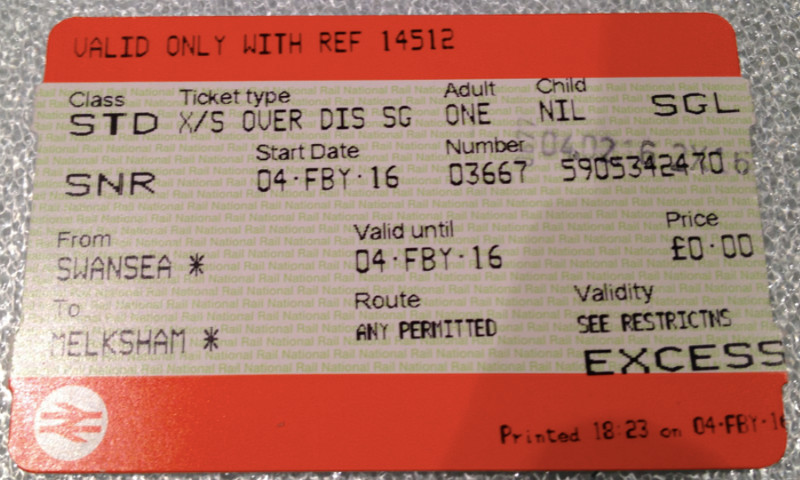 VALID ONLY WITH REF 14512
Class Ticket type Adult Child
STD X/S OVER DIS SG ONE NIL SGL
Start Date Number
SNR 04·FBY·16 03667 5905342470
From Valid until Price
SWANSEA * 04·FBY·16 £0·00
To Route Validity
MELKSHAM * ANY PERMITTED SEE RESTRICTNS
EXCESS
Printed 18:23 on 04·FBY·16